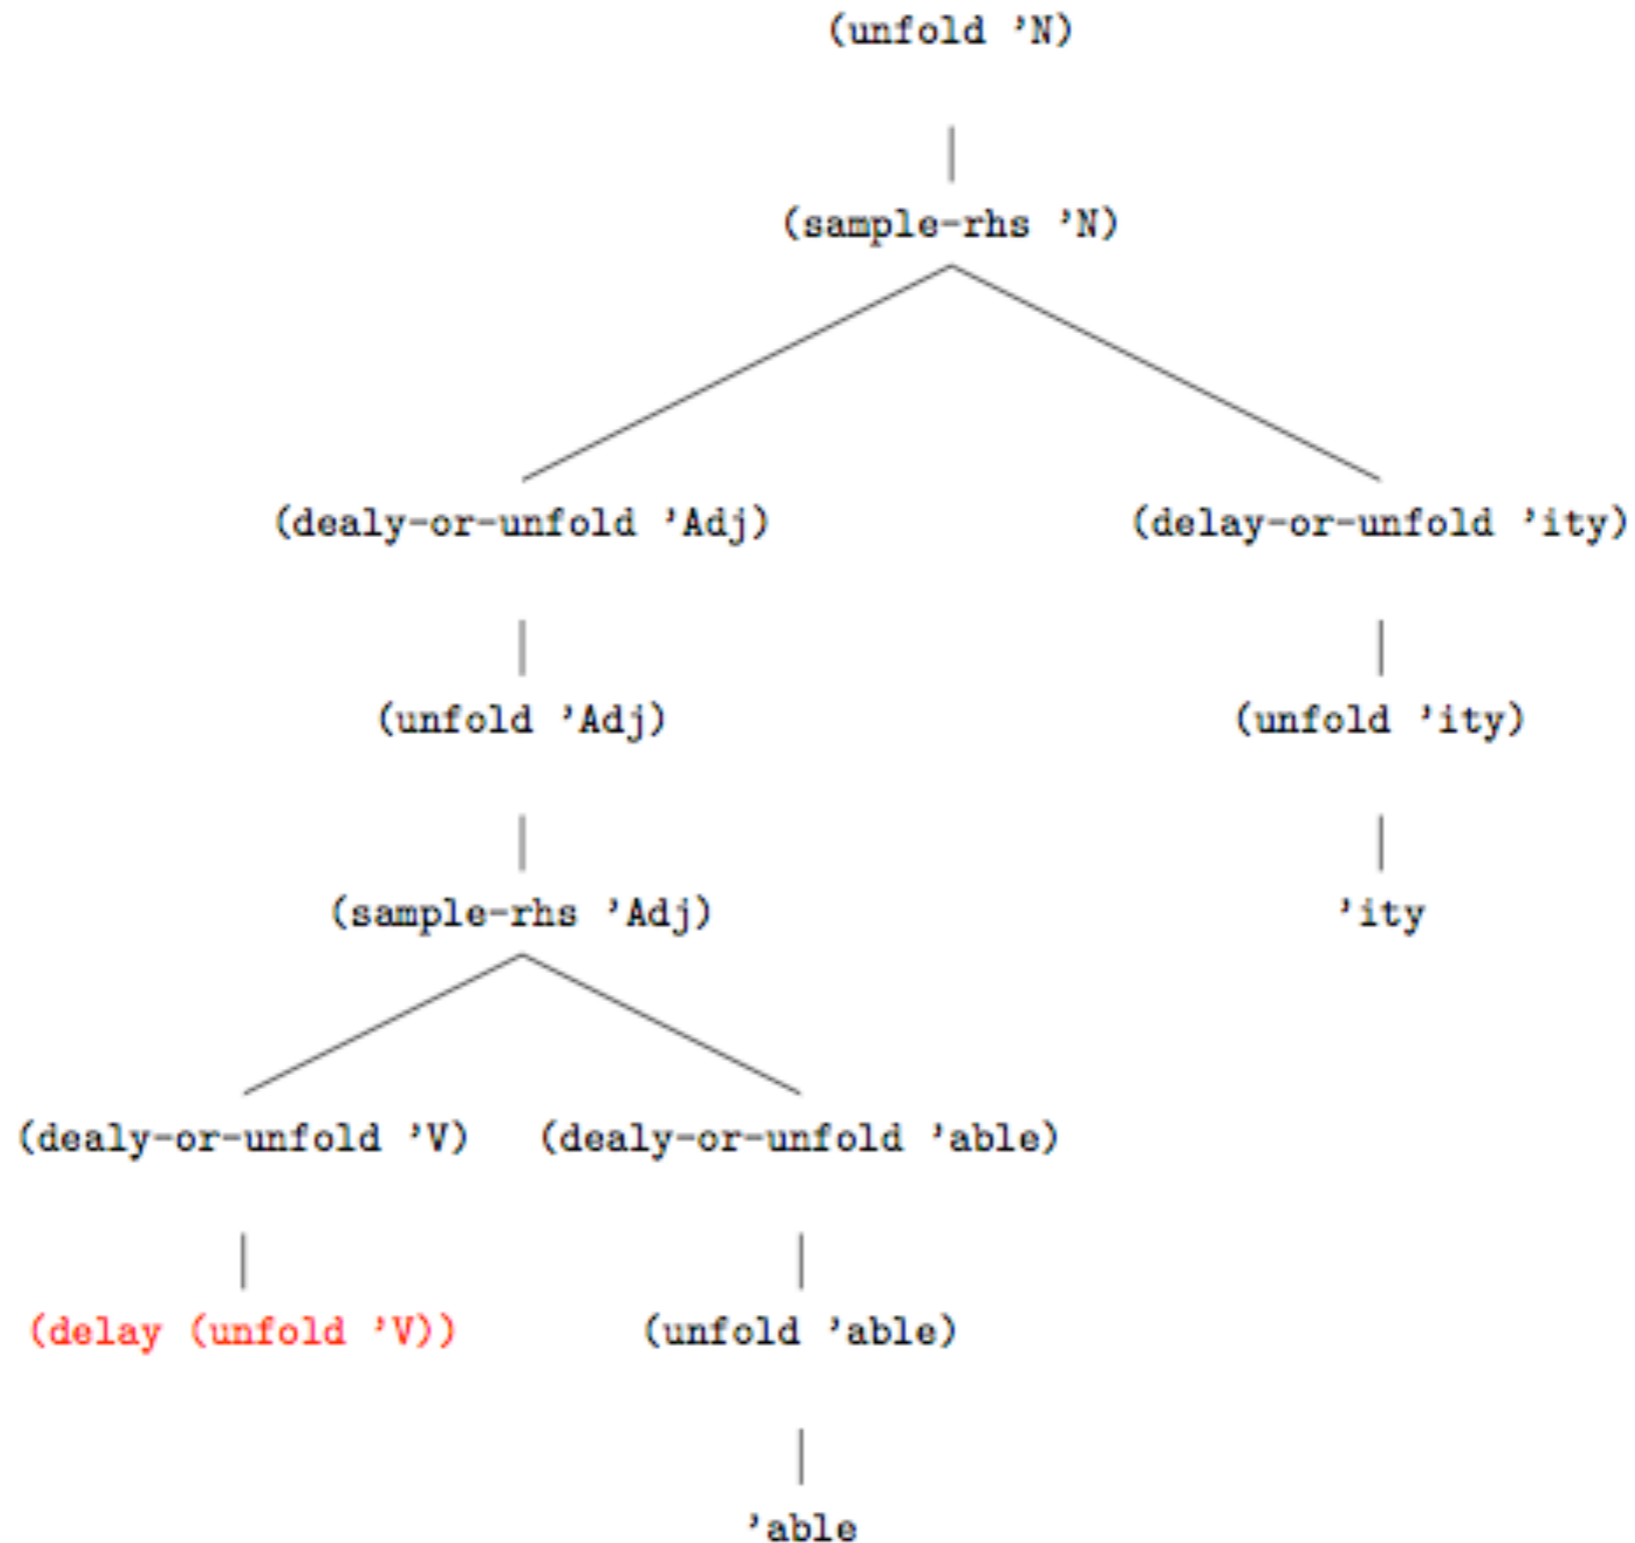 (unfold 'N)
(sample-rhs 'N)
(dealy-or-unfold 'Adj) (delay-or-unfold 'ity)
(unfold 'Adj) (unfold 'ity)
(sample-rhs 'Adj) 'ity
(dealy-or-unfold 'V) (dealy-or-unfold 'able)
(delay (unfold 'V)) (unfold 'able)
'able